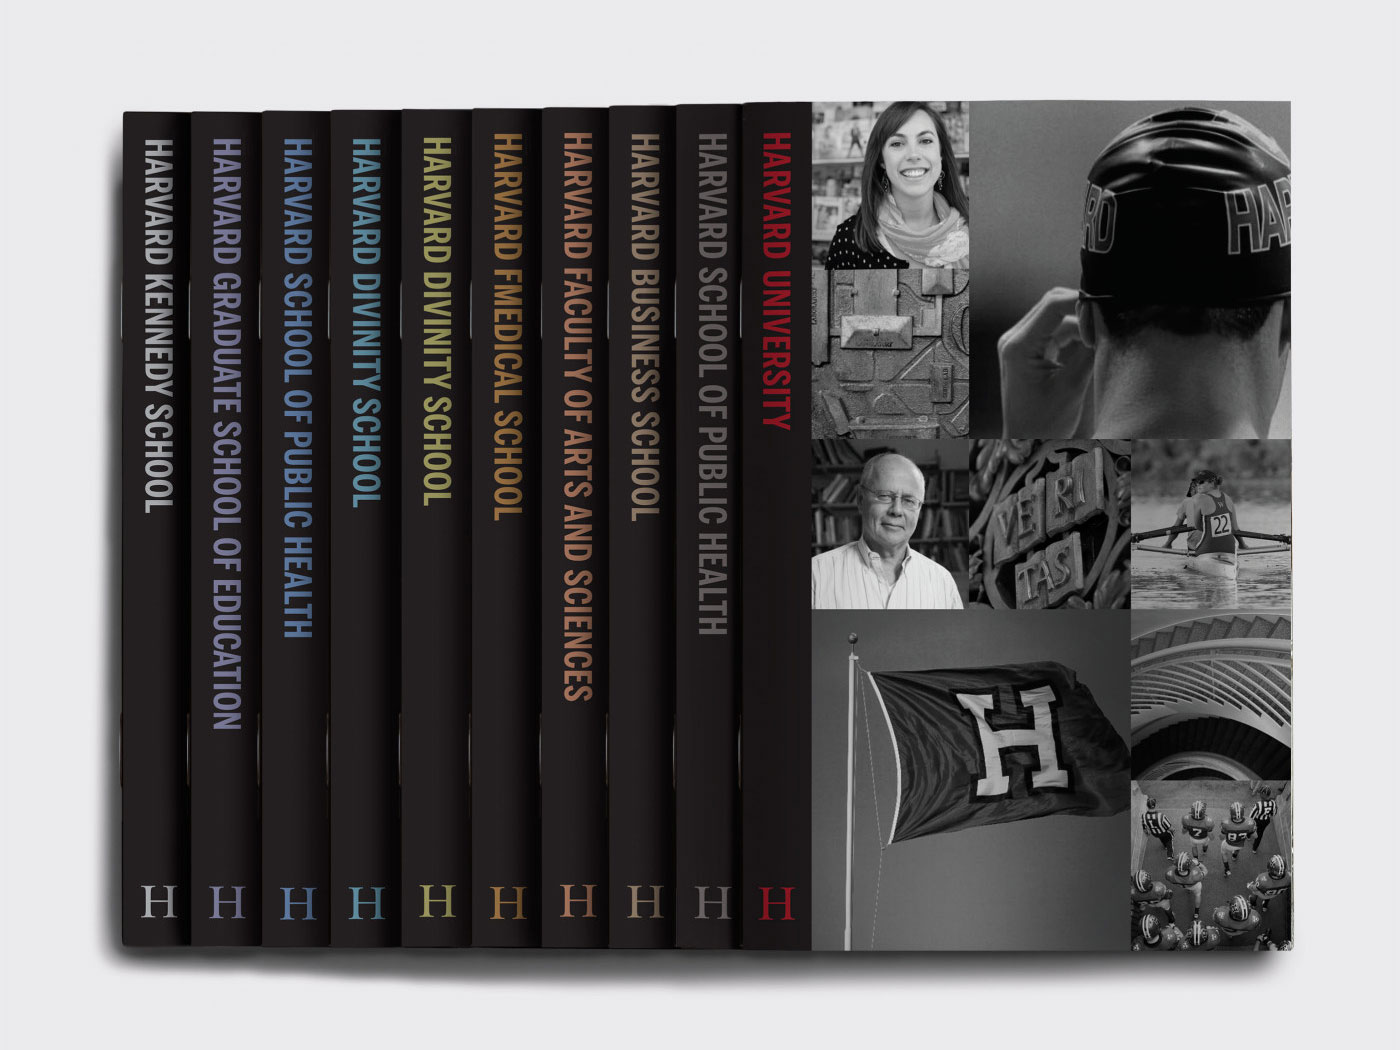 HARVARD KENNEDY SCHOOL
H
HARVARD GRADUATE SCHOOL OF EDUCATION
H
HARVARD SCHOOL OF PUBLIC HEALTH
H
HARVARD DIVINITY SCHOOL
H
HARVARD DIVINITY SCHOOL
H
HARVARD FMEDICAL SCHOOL
H
HARVARD FACULTY OF ARTS AND SCIENCES
H
HARVARD BUSINESS SCHOOL
H
HARVARD SCHOOL OF PUBLIC HEALTH
H
HARVARD UNIVERSITY
H
VE RI
TAS
22
H
7